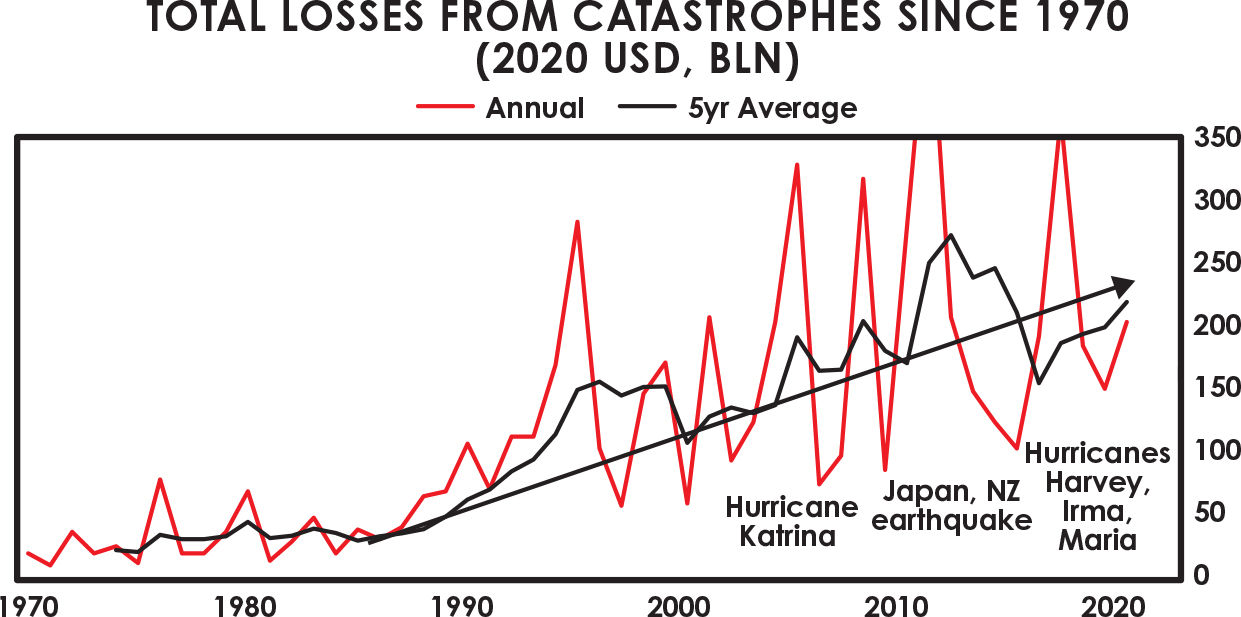 TOTAL LOSSES FROM CATASTROPHES SINCE 1970
(2020 USD, BLN)
Annual 5yr Average
350
300
250
200
150
100
50
0
Hurricane
Katrina
Japan, NZ
earthquake
Hurricanes
Harvey,
Irma,
Maria
1970 1980 1990 2000 2010 2020